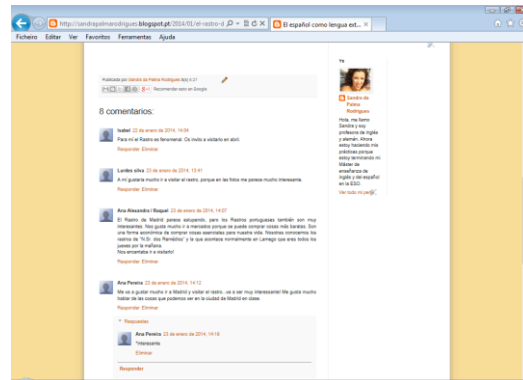 http://sandrapalmarodrigues.blogspot.pt/2014/01/el-rastro-d
El español como lengua ext...
Ficheiro Editar Ver Favoritos Ferramentas Ajuda
Publicada por Sandra da Palma Rodrigues
Recomendar esto en Google
8 comentarios:
Isabel 22 de enero de 2014, 14:04
Para mí el Rastro es fenomenal. Os invito a visitarlo en abril.
Responder Eliminar
Lurdes silva 23 de enero de 2014, 13:41
A mí gustaría mucho ir a visitar el rastro, porque en las fotos me parece mucho interesante.
Responder Eliminar
Ana Alexandra i Raquel 23 de enero de 2014, 14:07
El Rastro de Madrid parece estupendo, pero los Rastros portuguesas también son muy
interesantes. Nos gusta mucho ir a mercados porque se puede comprar cosas más baratas. Son
una forma económica de comprar cosas esenciales para nuestra vida. Nosotras conocemos los
rastros de "N.Sr. dos Remédios" y la que acontece normalmente en Lamego que eras todos los
jueves por la mañana.
Nos encantaba ir a visitarlo!
Responder Eliminar
Ana Pereira 23 de enero de 2014, 14:12
Me va a gustar mucho ir a Madrid y visitar el rastro, va a ser muy interesante! Me gusta mucho
hablar de las cosas que podemos ver en la ciudad de Madrid en clase.
Responder Eliminar
Respuestas
Ana Pereira 23 de enero de 2014, 14:18
*interesante
Eliminar
Responder
Yo
Sandra da
Palma
Rodrigues
Hola, me llamo
Sandra y soy
profesora de inglés
y alemán. Ahora
estoy haciendo mis
prácticas porque
estoy terminando mi
Máster de
enseñanza de
inglés y del español
en la ESO.
Ver todo mi perfil